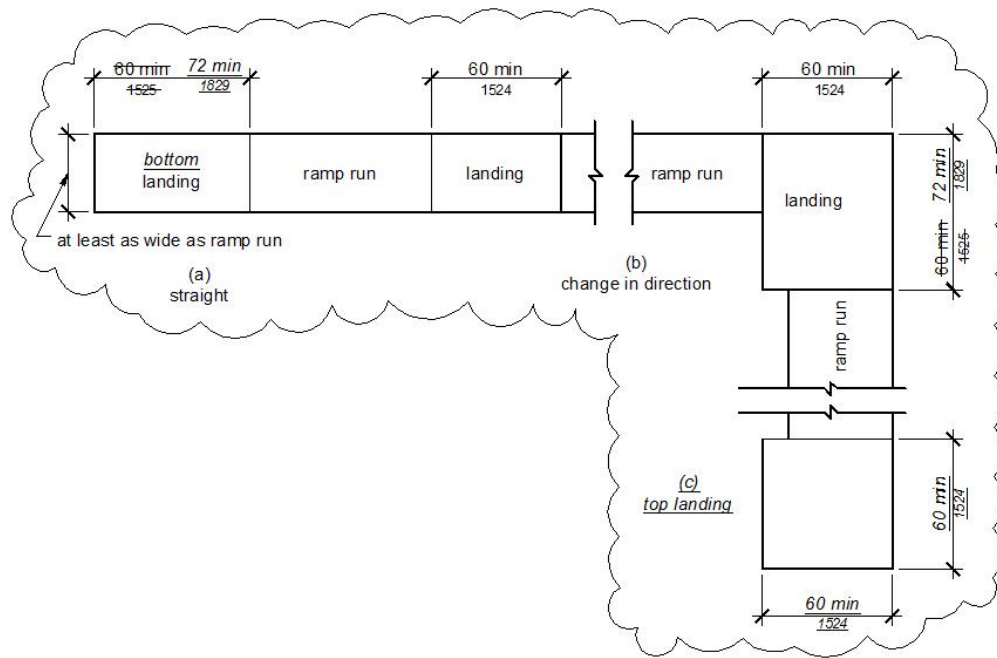 60 min 72 min
1525 1829
60 min
1524
60 min
1524
bottom
landing
ramp run
landing
ramp run
landing
72 min
1829
60 min
1525
at least as wide as ramp run
(a)
straight
(b)
change in direction
ramp run
(c)
top landing
60 min
1524
60 min
1524